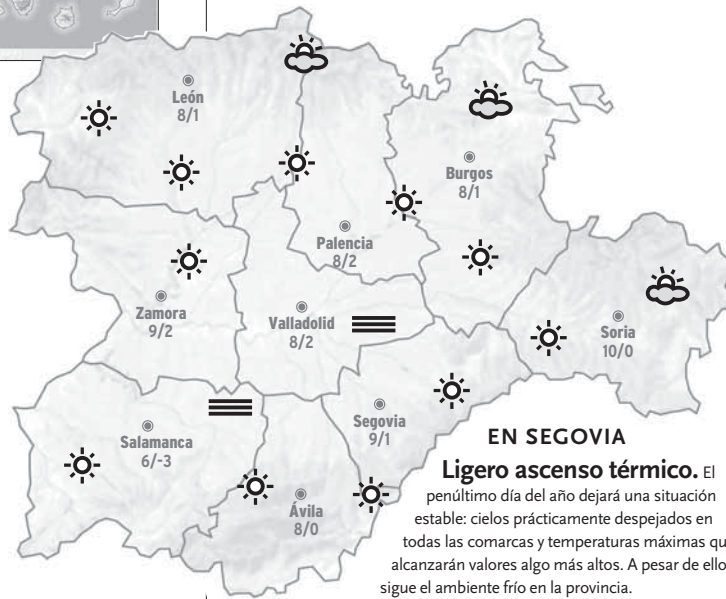 León
8/1
Burgos
8/1
Palencia
8/2
Zamora
9/2
Valladolid
8/2
Soria
10/0
Segovia
9/1
Salamanca
6/-3
Ávila
8/0
EN SEGOVIA
Ligero ascenso térmico. El
penúltimo día del año dejará una situación
estable: cielos prácticamente despejados en
todas las comarcas y temperaturas máximas qu
alcanzarán valores algo más altos. A pesar de ello
sigue el ambiente frío en la provincia.